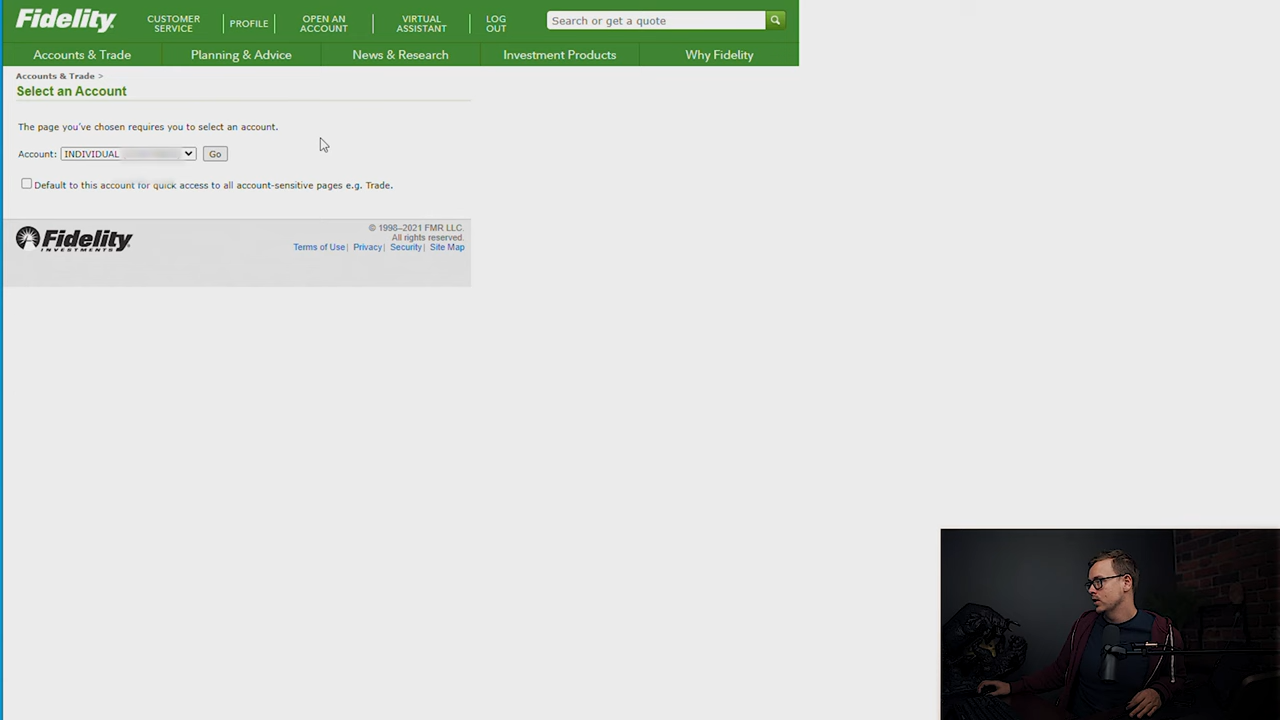 Fidelity
CUSTOMER SERVICE
PROFILE
OPEN AN ACCOUNT
VIRTUAL ASSISTANT
LOG OUT
Search or get a quote
Accounts & Trade
Planning & Advice
News & Research
Investment Products
Why Fidelity
Accounts & Trade >
Select an Account
The page you've chosen requires you to select an account.
Account: INDIVIDUAL Go
Default to this account for quick access to all account-sensitive pages e.g. Trade.
Fidelity
INVESTMENTS
© 1998–2021 FMR LLC.
All rights reserved.
Terms of Use | Privacy | Security | Site Map